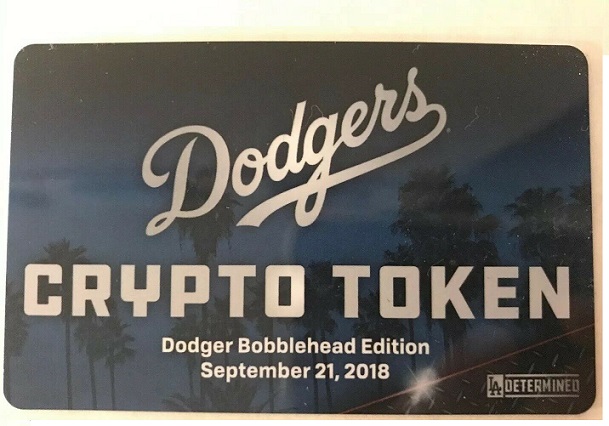 Dodgers
CRYPTO TOKEN
Dodger Bobblehead Edition
September 21, 2018
LA DETERMINED